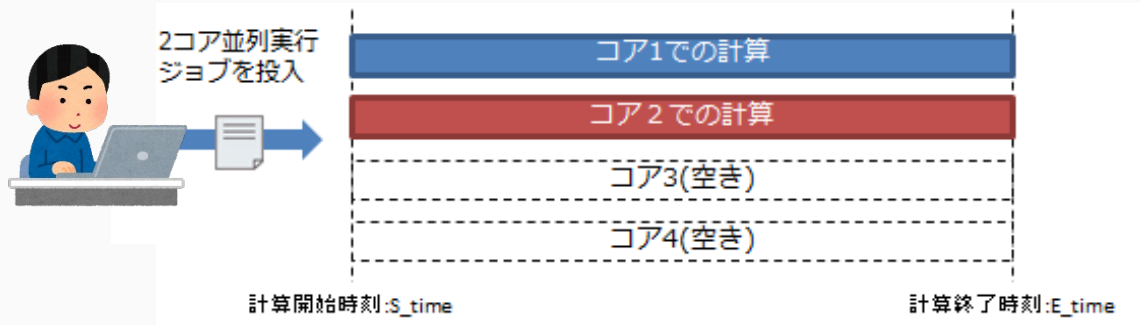 2コア並列実行
ジョブを投入
コア1での計算
コア２での計算
コア3(空き)
コア4(空き)
計算開始時刻:S_time
計算終了時刻:E_time